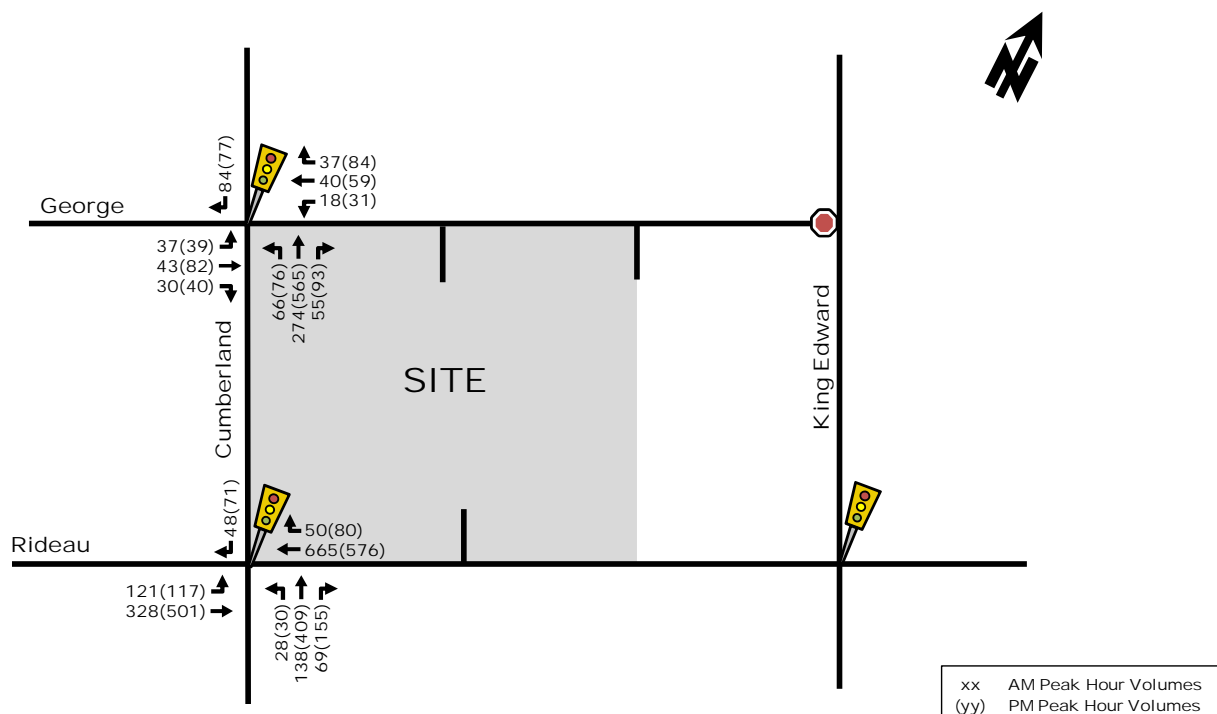 84(77)
37(84)
40(59)
18(31)
George
37(39)
43(82)
30(40)
66(76)
274(565)
55(93)
Cumberland
SITE
King Edward
48(71)
50(80)
665(576)
Rideau
121(117)
328(501)
28(30)
138(409)
69(155)
N
xx AM Peak Hour Volumes
(yy) PM Peak Hour Volumes